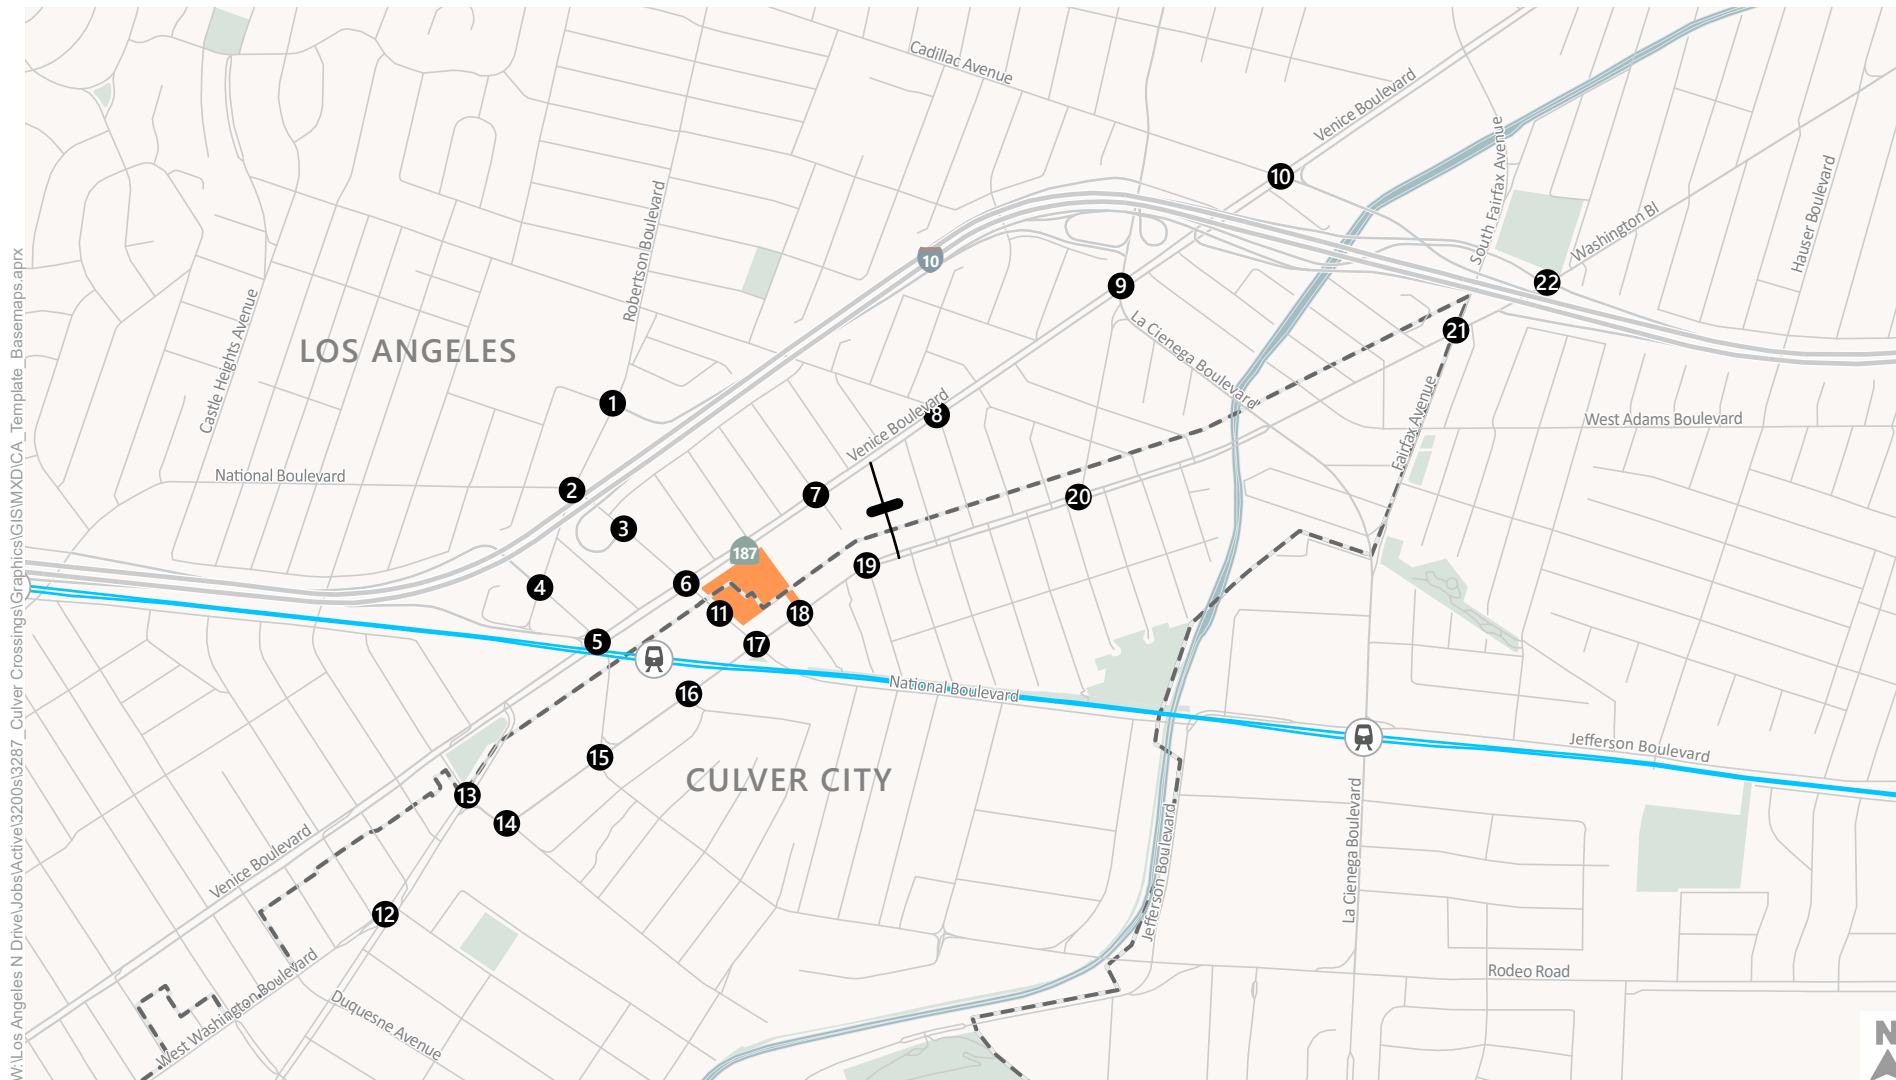 Cadillac Avenue
Venice Boulevard
South Fairfax Avenue
Hauser Boulevard
Washington Bl
Robertson Boulevard
10
10
9
22
21
La Cienega Boulevard
Castle Heights Avenue
LOS ANGELES
1
Fairfax Avenue
West Adams Boulevard
Venice Boulevard
8
National Boulevard
2
7
20
3
187
19
4
6
11
18
5
17
16
National Boulevard
15
CULVER CITY
Jefferson Boulevard
13
14
La Cienega Boulevard
Jefferson Boulevard
Venice Boulevard
12
West Washington Boulevard
Duquesne Avenue
Rodeo Road
N
W:\Los Angeles N Drive\Jobs\Active\3200s\3287_Culver Crossings\Graphics\GIS\MXD\CA_Template_Basemaps.aprx